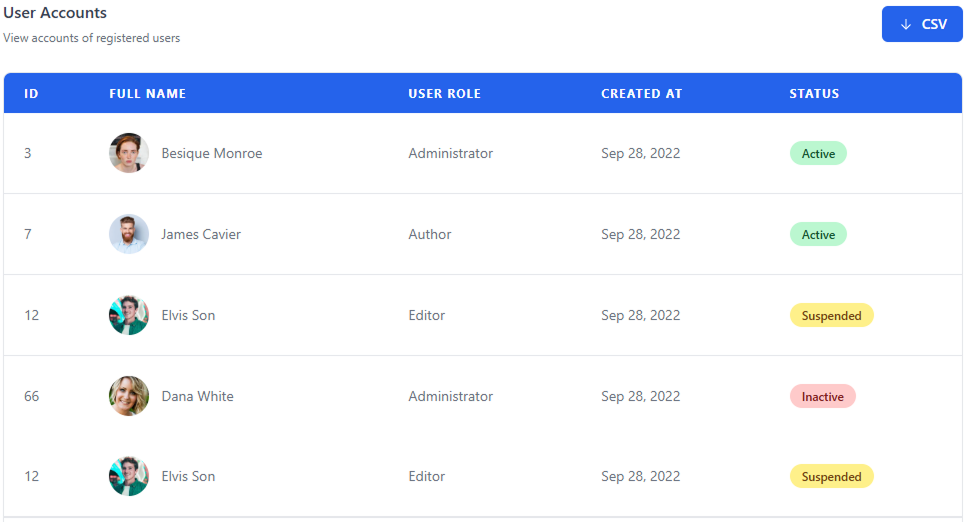 User Accounts
View accounts of registered users
↓ CSV
ID FULL NAME USER ROLE CREATED AT STATUS
3 Besique Monroe Administrator Sep 28, 2022 Active
7 James Cavier Author Sep 28, 2022 Active
12 Elvis Son Editor Sep 28, 2022 Suspended
66 Dana White Administrator Sep 28, 2022 Inactive
12 Elvis Son Editor Sep 28, 2022 Suspended